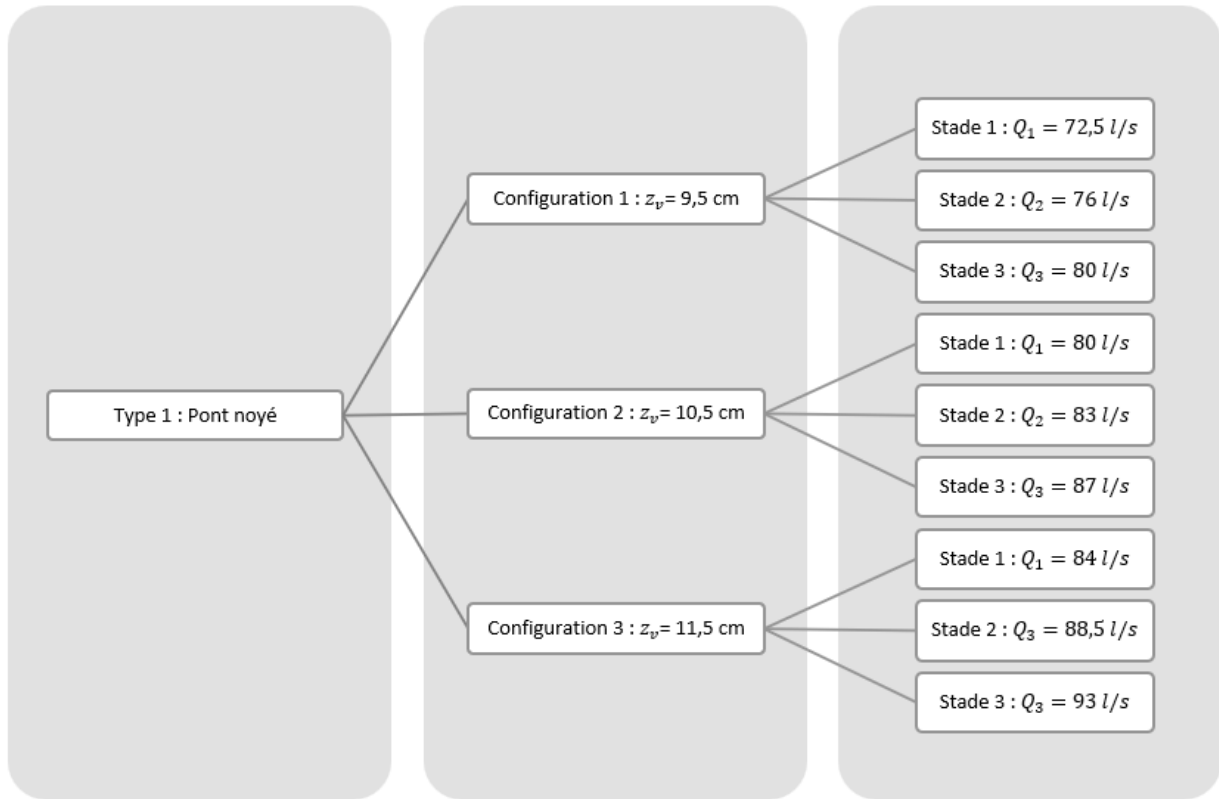 Type 1 : Pont noyé
Configuration 1 : z_v= 9,5 cm
Stade 1 : Q_1 = 72,5 l/s
Stade 2 : Q_2 = 76 l/s
Stade 3 : Q_3 = 80 l/s
Configuration 2 : z_v= 10,5 cm
Stade 1 : Q_1 = 80 l/s
Stade 2 : Q_2 = 83 l/s
Stade 3 : Q_3 = 87 l/s
Configuration 3 : z_v= 11,5 cm
Stade 1 : Q_1 = 84 l/s
Stade 2 : Q_3 = 88,5 l/s
Stade 3 : Q_3 = 93 l/s